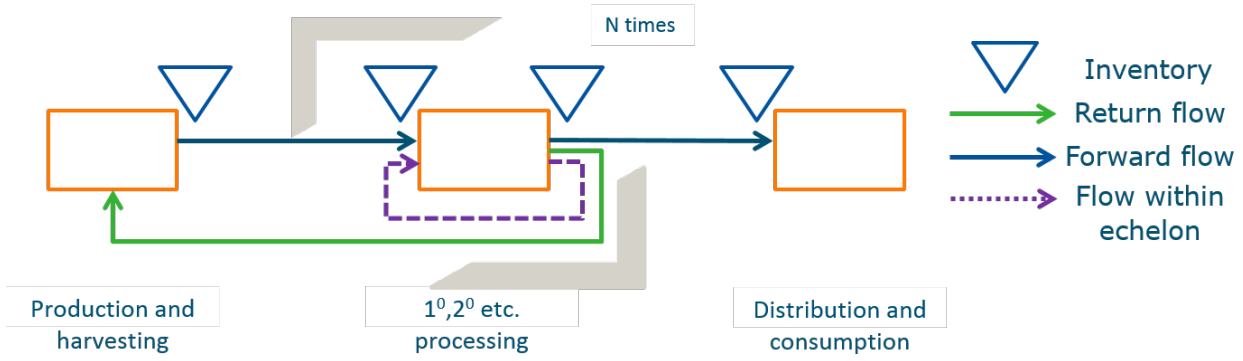 N times
Inventory
Return flow
Forward flow
Flow within
echelon
Production and
harvesting
1⁰,2⁰ etc.
processing
Distribution and
consumption